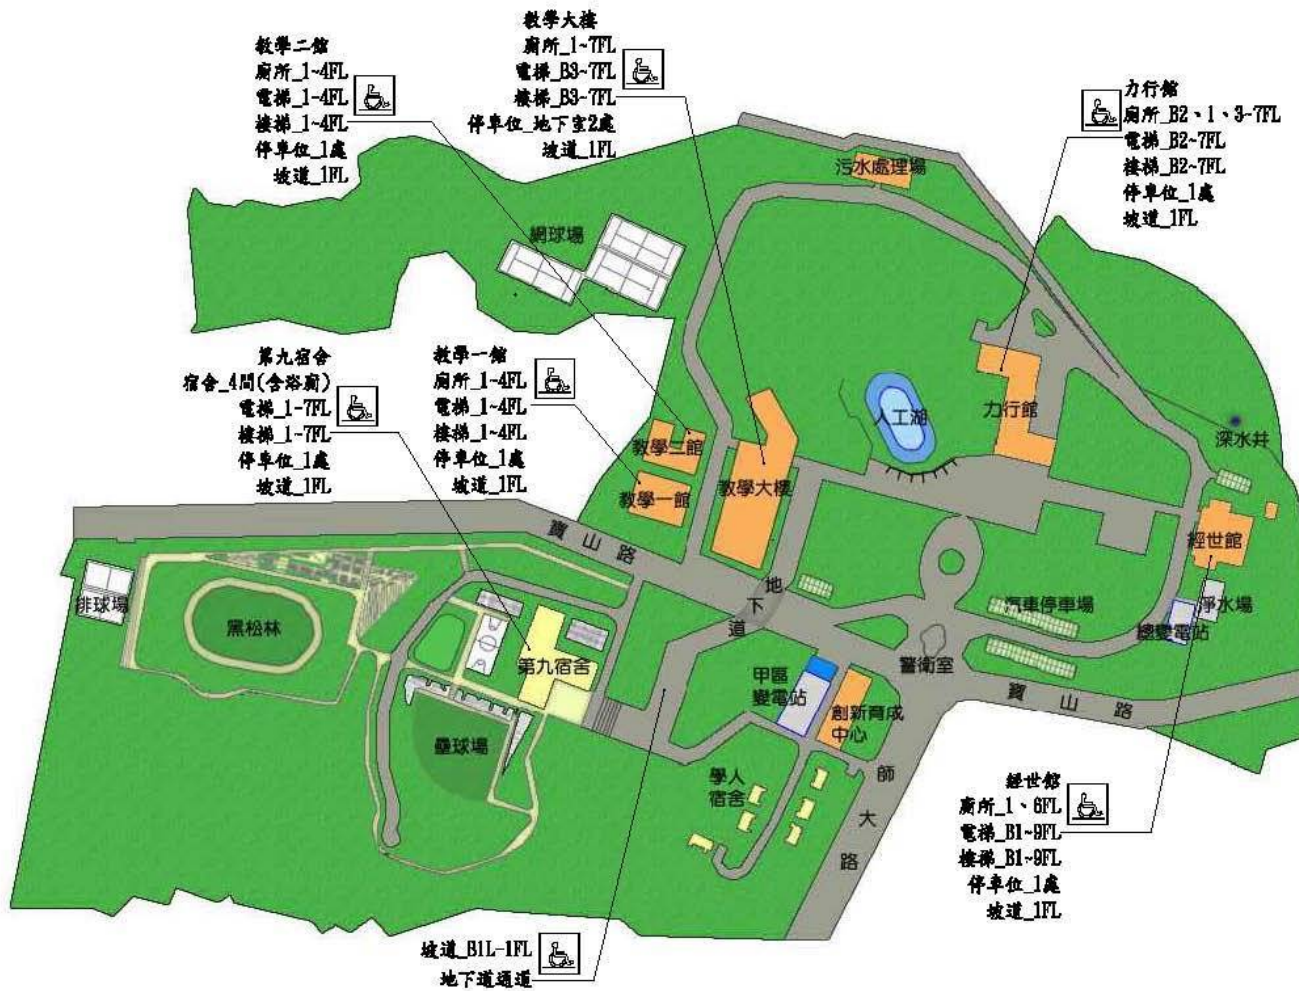 教學大樓
廁所_1~7FL
電梯_B3~7FL
樓梯_B3~7FL
停車位_地下室2處
坡道_1FL
教學二館
廁所_1~4FL
電梯_1~4FL
樓梯_1~4FL
停車位_1處
坡道_1FL
力行館
廁所_B2、1、3~7FL
電梯_B2~7FL
樓梯_B2~7FL
停車位_1處
坡道_1FL
污水處理場
網球場
第九宿舍
宿舍_4間(含浴廁)
電梯_1~7FL
樓梯_1~7FL
停車位_1處
坡道_1FL
教學一館
廁所_1~4FL
電梯_1~4FL
樓梯_1~4FL
停車位_1處
坡道_1FL
人工湖
力行館
深水井
教學二館
教學一館
教學大樓
寶山路
經世館
地下道
排球場
黑松林
汽車停車場
淨水場
總變電站
第九宿舍
警衛室
甲區
變電站
創新育成
中心
寶山路
壘球場
學人
宿舍
師大路
經世館
廁所_1、6FL
電梯_B1~9FL
樓梯_B1~9FL
停車位_1處
坡道_1FL
坡道_B1L~1FL
地下道通道